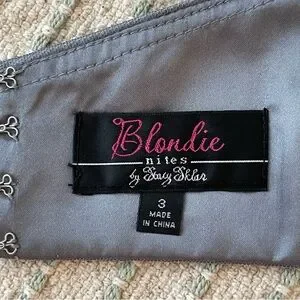 Blondie
nites
by Stacy Sklar
3
MADE
IN CHINA